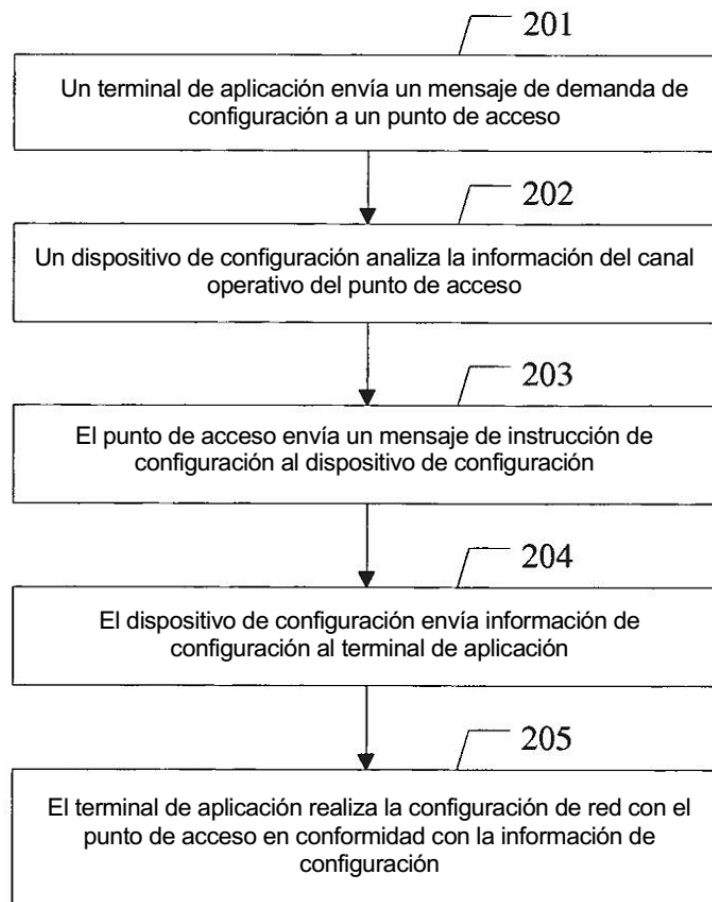 201
Un terminal de aplicación envía un mensaje de demanda de
configuración a un punto de acceso
202
Un dispositivo de configuración analiza la información del canal
operativo del punto de acceso
203
El punto de acceso envía un mensaje de instrucción de
configuración al dispositivo de configuración
204
El dispositivo de configuración envía información de
configuración al terminal de aplicación
205
El terminal de aplicación realiza la configuración de red con el
punto de acceso en conformidad con la información de
configuración